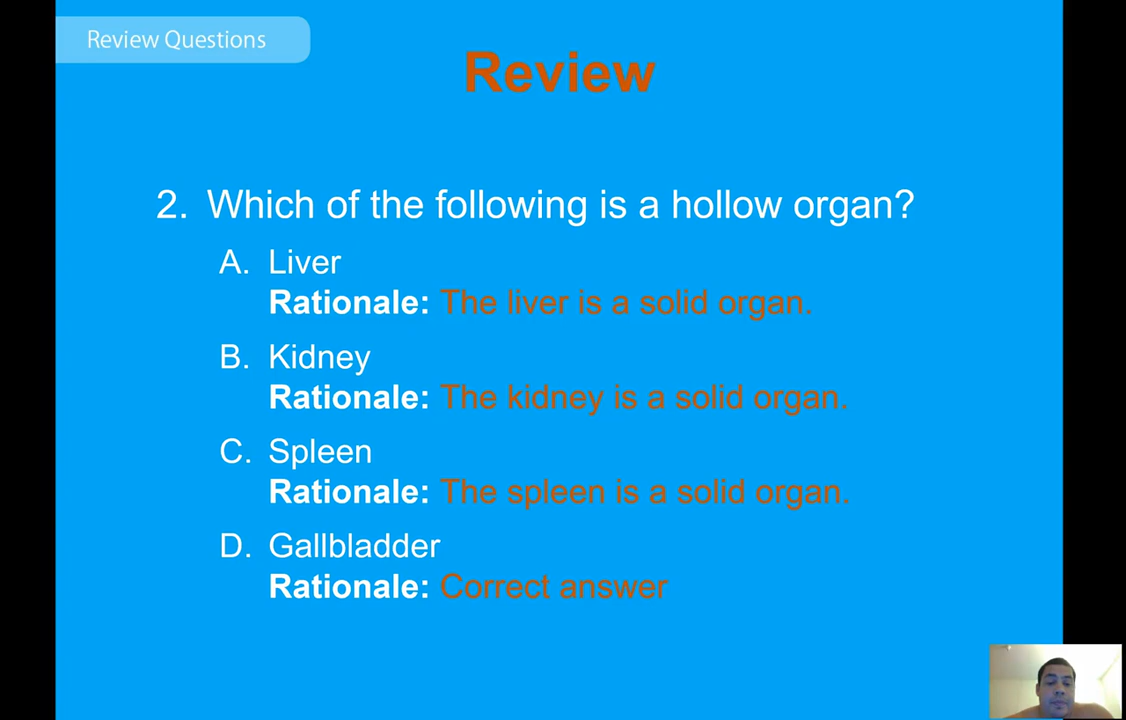 Review Questions
Review
2. Which of the following is a hollow organ?
A. Liver
Rationale: The liver is a solid organ.
B. Kidney
Rationale: The kidney is a solid organ.
C. Spleen
Rationale: The spleen is a solid organ.
D. Gallbladder
Rationale: Correct answer